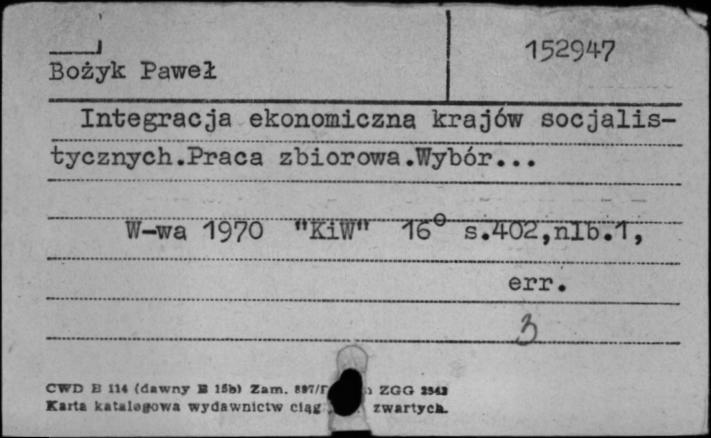 152947
Bożyk Paweł
Integracja ekonomiczna krajów socjalis-
tycznych.Praca zbiorowa.Wybór...
W-wa 1970 "KiW" 16° s.402,nlb.1,
err.
3
CWD B 114 (dawny B 15b) Zam. ZGG
Karta katalogowa wydawnictw ciąg zwartych.